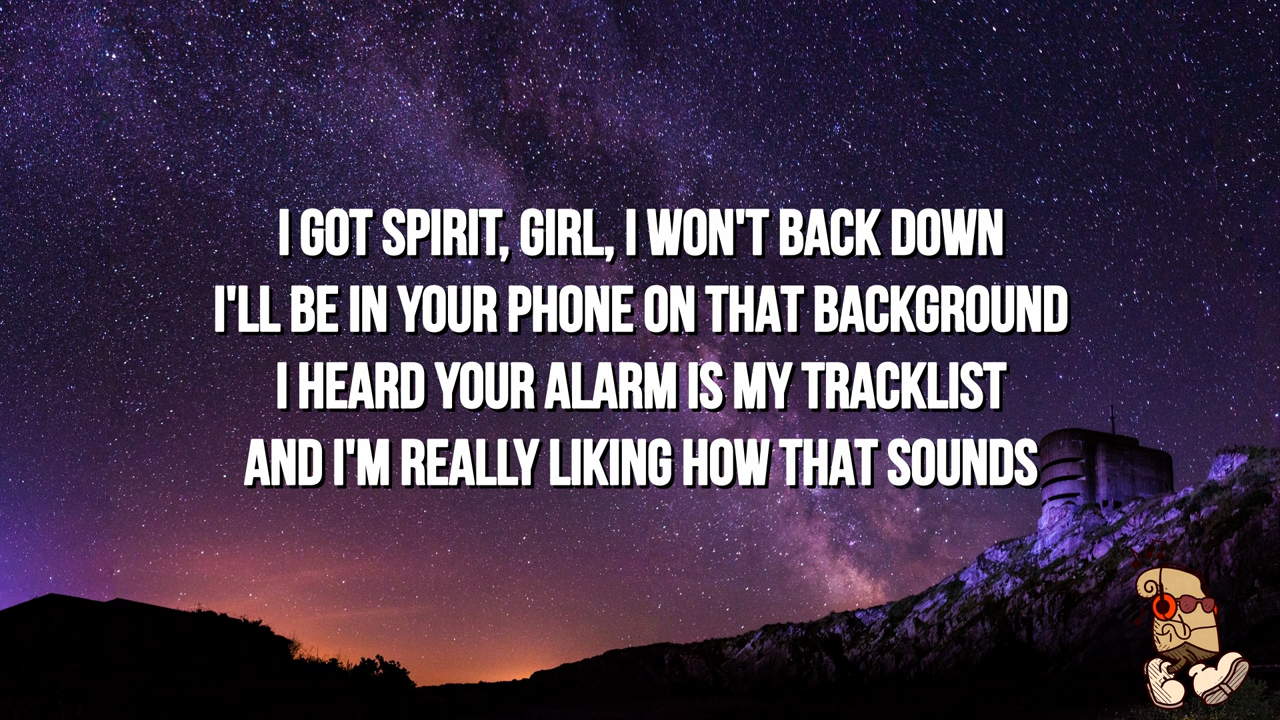 I GOT SPIRIT, GIRL, I WON'T BACK DOWN
I'LL BE IN YOUR PHONE ON THAT BACKGROUND
I HEARD YOUR ALARM IS MY TRACKLIST
AND I'M REALLY LIKING HOW THAT SOUNDS